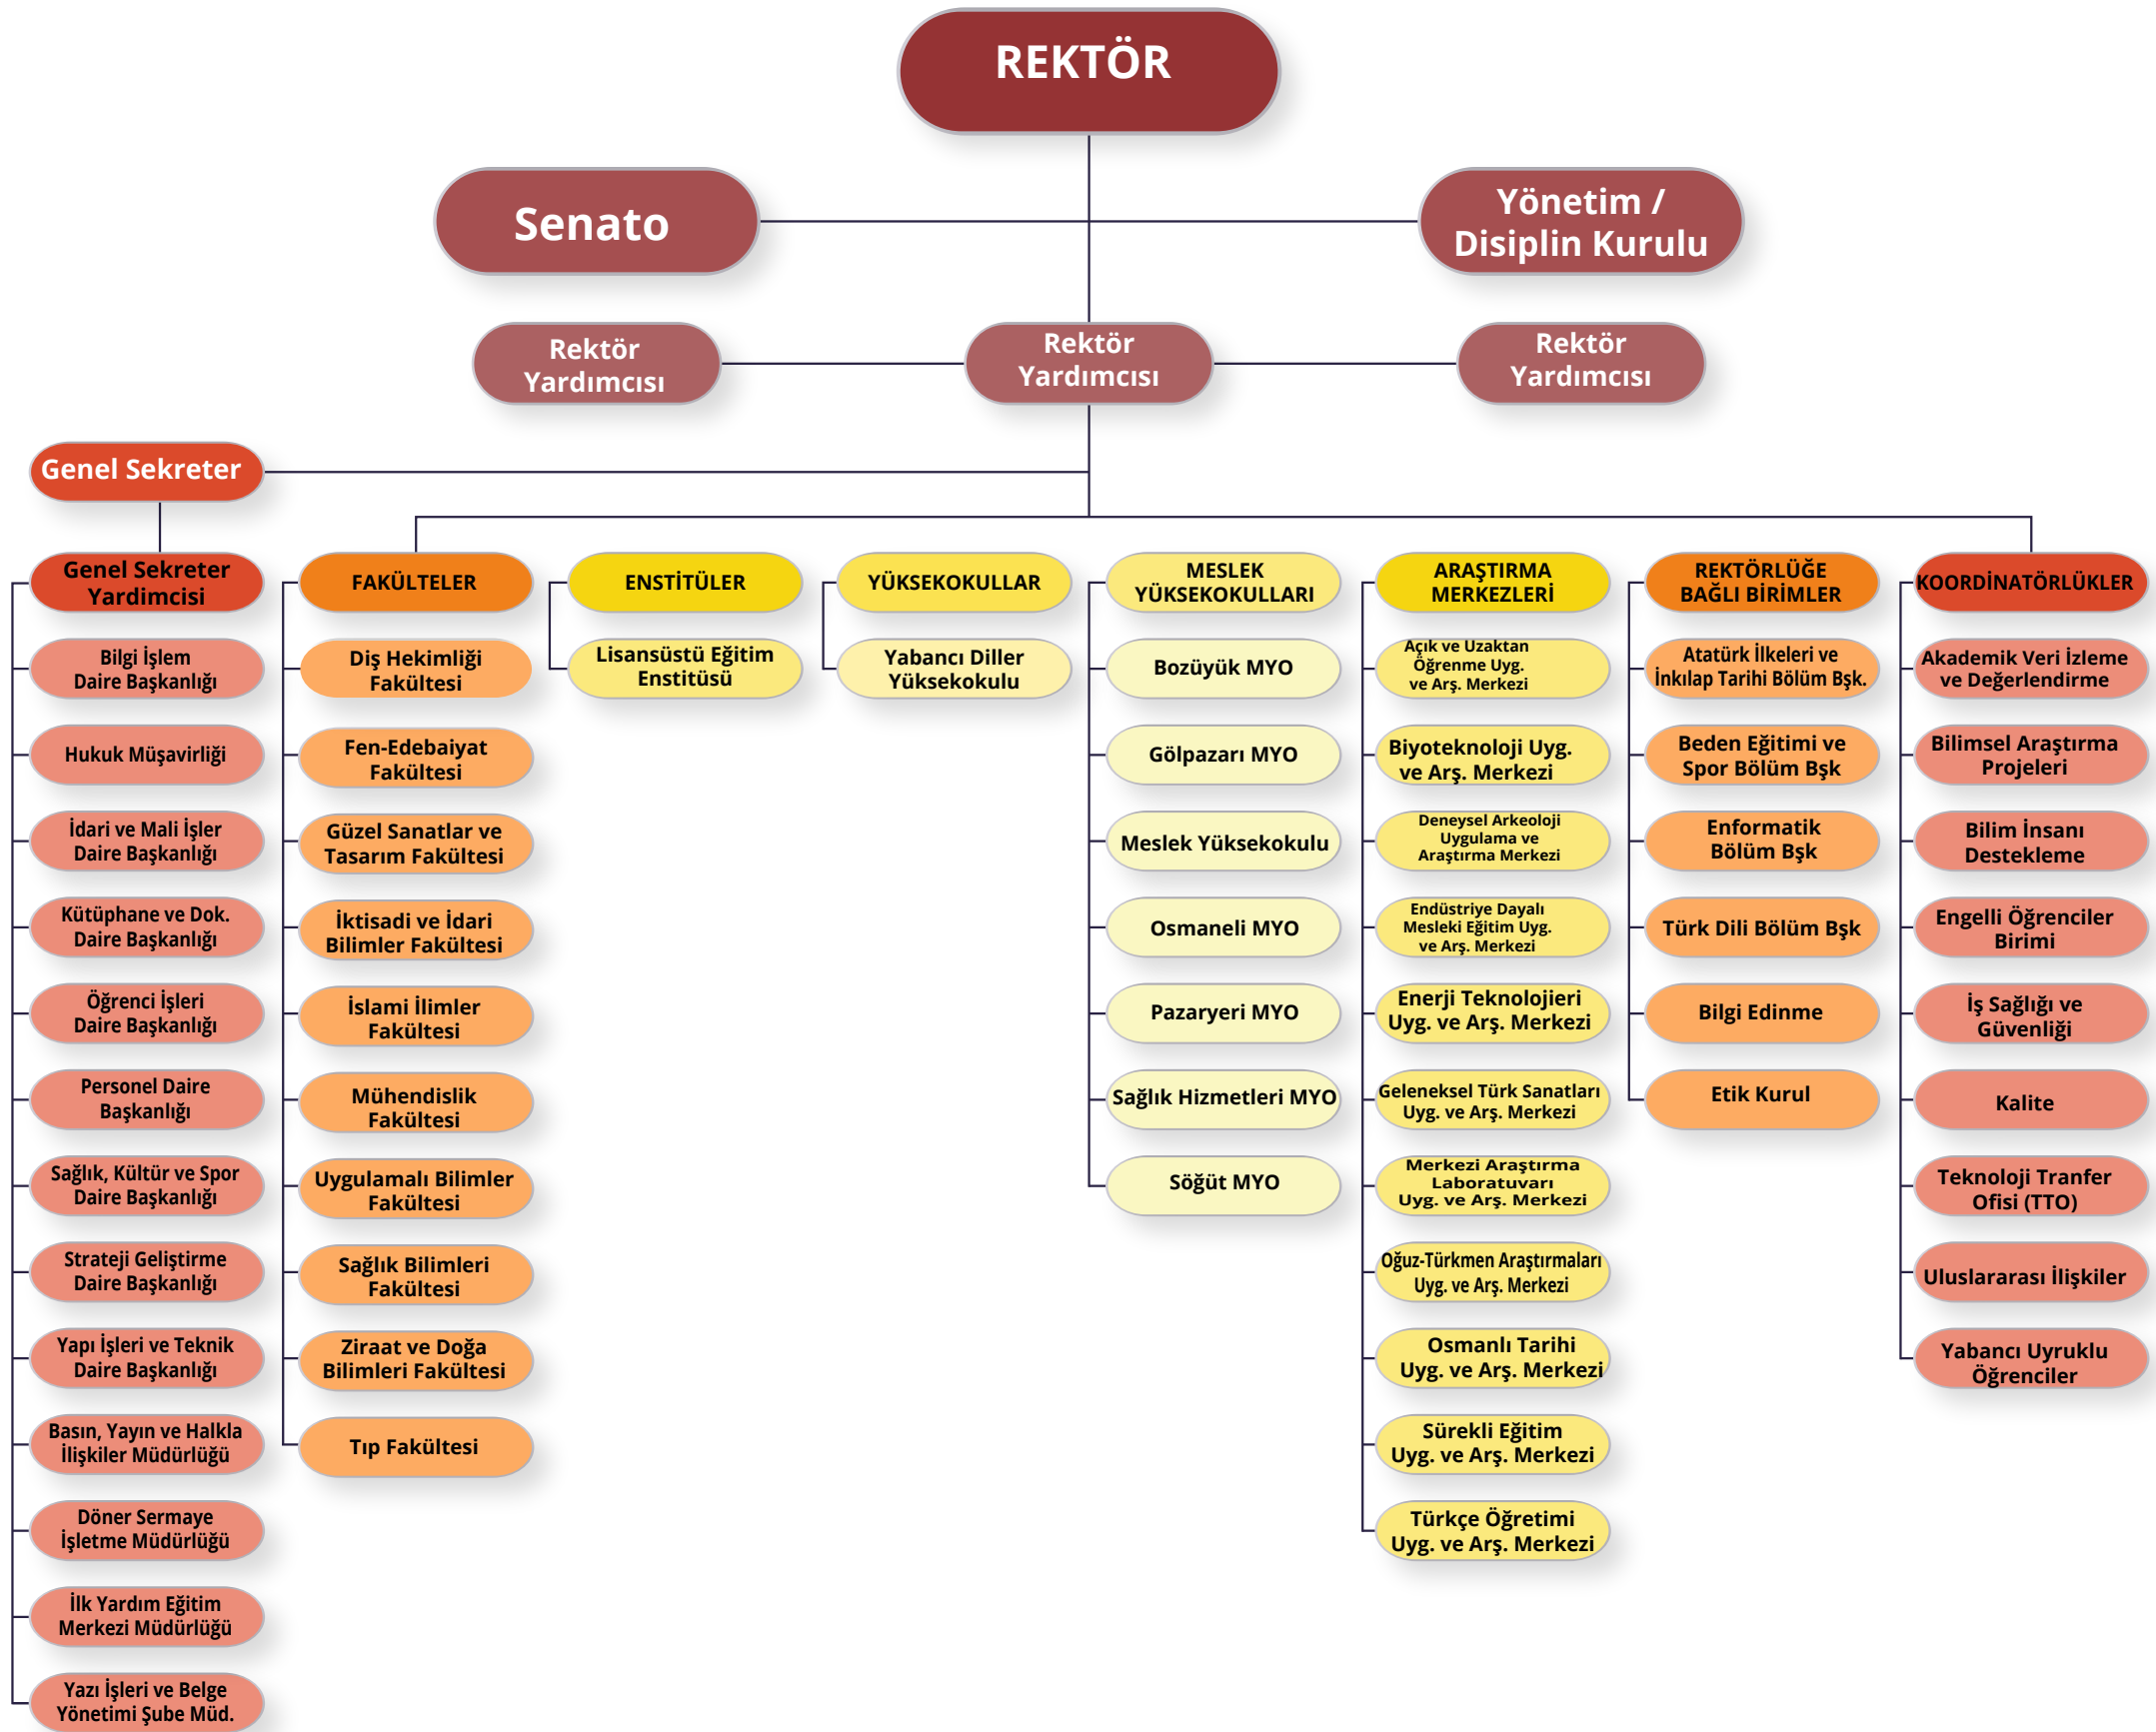 REKTÖR
Senato
Yönetim /
Disiplin Kurulu
Rektör
Yardımcısı
Rektör
Yardımcısı
Rektör
Yardımcısı
Genel Sekreter
Genel Sekreter
Yardimcisi
Bilgi İşlem
Daire Başkanlığı
Hukuk Müşavirliği
İdari ve Mali İşler
Daire Başkanlığı
Kütüphane ve Dok.
Daire Başkanlığı
Öğrenci İşleri
Daire Başkanlığı
Personel Daire
Başkanlığı
Sağlık, Kültür ve Spor
Daire Başkanlığı
Strateji Geliştirme
Daire Başkanlığı
Yapı İşleri ve Teknik
Daire Başkanlığı
Basın, Yayın ve Halkla
İlişkiler Müdürlüğü
Döner Sermaye
İşletme Müdürlüğü
İlk Yardım Eğitim
Merkezi Müdürlüğü
Yazı İşleri ve Belge
Yönetimi Şube Müd.
FAKÜLTELER
Diş Hekimliği
Fakültesi
Fen-Edebaiyat
Fakültesi
Güzel Sanatlar ve
Tasarım Fakültesi
İktisadi ve İdari
Bilimler Fakültesi
İslami İlimler
Fakültesi
Mühendislik
Fakültesi
Uygulamalı Bilimler
Fakültesi
Sağlık Bilimleri
Fakültesi
Ziraat ve Doğa
Bilimleri Fakültesi
Tıp Fakültesi
ENSTİTÜLER
Lisansüstü Eğitim
Enstitüsü
YÜKSEKOKULLAR
Yabancı Diller
Yüksekokulu
MESLEK
YÜKSEKOKULLARI
Bozüyük MYO
Gölpazarı MYO
Meslek Yüksekokulu
Osmaneli MYO
Pazaryeri MYO
Sağlık Hizmetleri MYO
Söğüt MYO
ARAŞTIRMA
MERKEZLERİ
Açık ve Uzaktan
Öğrenme Uyg.
ve Arş. Merkezi
Biyoteknoloji Uyg.
ve Arş. Merkezi
Deneysel Arkeoloji
Uygulama ve
Araştırma Merkezi
Endüstriye Dayalı
Mesleki Eğitim Uyg.
ve Arş. Merkezi
Enerji Teknolojieri
Uyg. ve Arş. Merkezi
Geleneksel Türk Sanatları
Uyg. ve Arş. Merkezi
Merkezi Araştırma
Laboratuvarı
Uyg. ve Arş. Merkezi
Oğuz-Türkmen Araştırmaları
Uyg. ve Arş. Merkezi
Osmanlı Tarihi
Uyg. ve Arş. Merkezi
Sürekli Eğitim
Uyg. ve Arş. Merkezi
Türkçe Öğretimi
Uyg. ve Arş. Merkezi
REKTÖRLÜĞE
BAĞLI BİRİMLER
Atatürk İlkeleri ve
İnkılap Tarihi Bölüm Bşk.
Beden Eğitimi ve
Spor Bölüm Bşk
Enformatik
Bölüm Bşk
Türk Dili Bölüm Bşk
Bilgi Edinme
Etik Kurul
KOORDİNATÖRLÜKLER
Akademik Veri İzleme
ve Değerlendirme
Bilimsel Araştırma
Projeleri
Bilim İnsanı
Destekleme
Engelli Öğrenciler
Birimi
İş Sağlığı ve
Güvenliği
Kalite
Teknoloji Tranfer
Ofisi (TTO)
Uluslararası İlişkiler
Yabancı Uyruklu
Öğrenciler